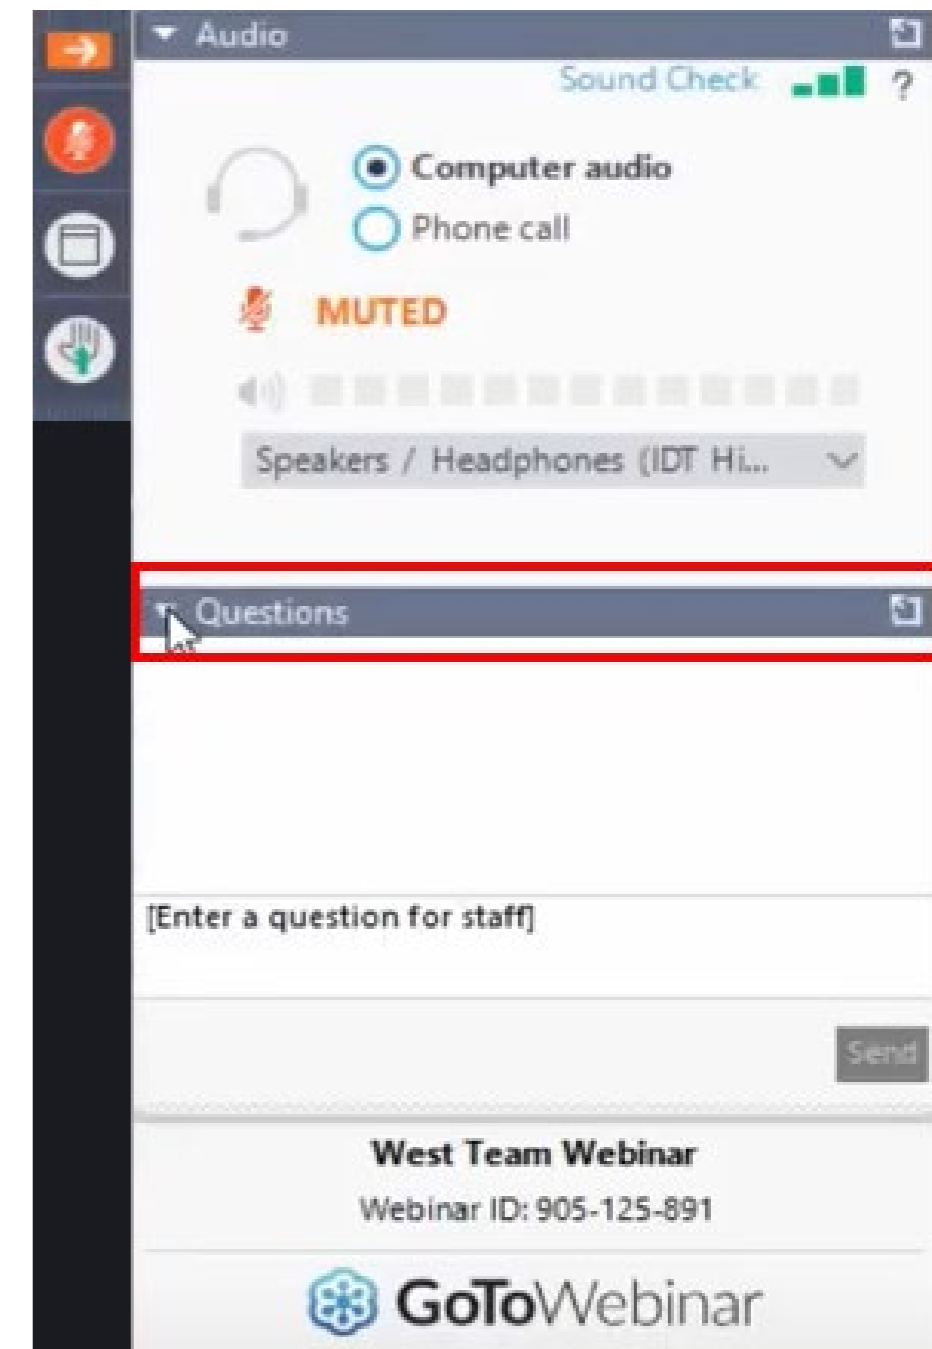 Audio
Sound Check ?
Computer audio
Phone call
MUTED
Speakers / Headphones (IDT Hi...
Questions
[Enter a question for staff]
Send
West Team Webinar
Webinar ID: 905-125-891
GoToWebinar